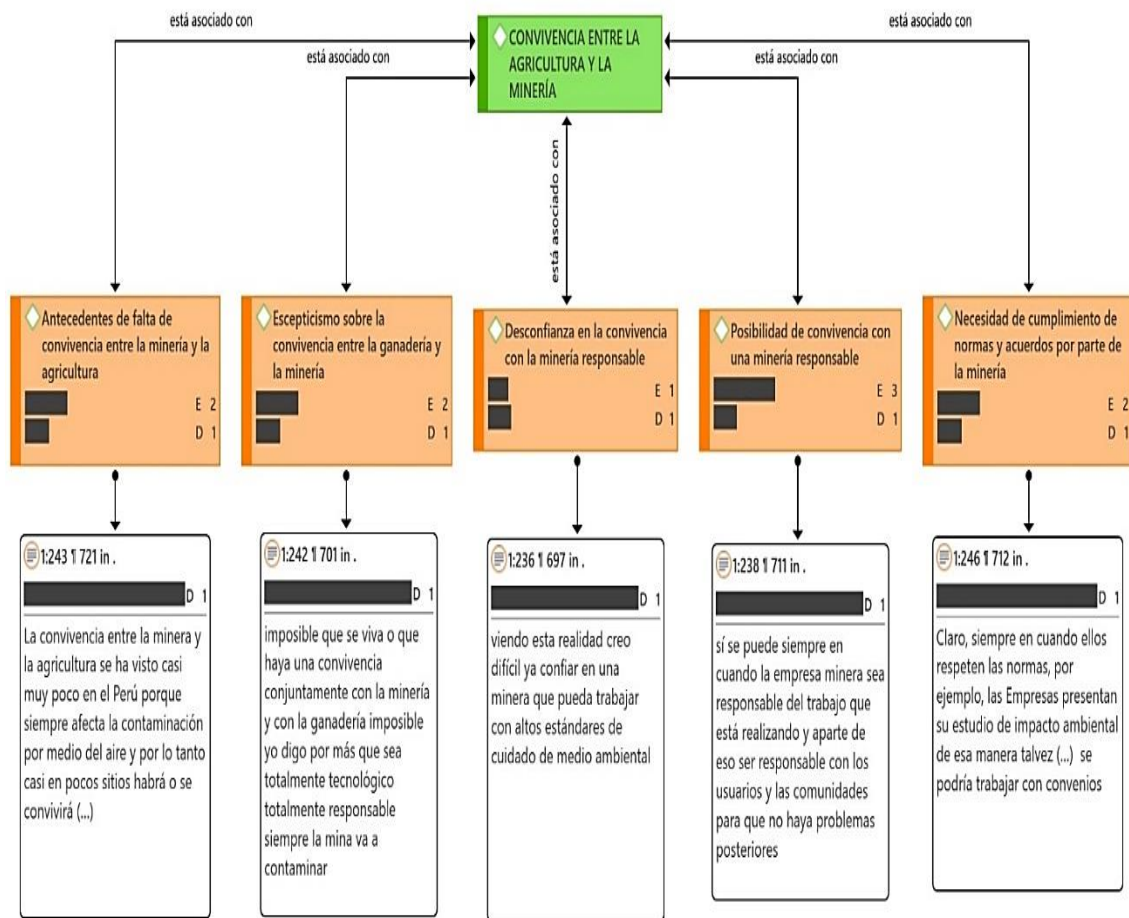 está asociado con
está asociado con
está asociado con
está asociado con
está asociado con
CONVIVENCIA ENTRE LA
AGRICULTURA Y LA
MINERÍA
Antecedentes de falta de
convivencia entre la minería y la
agricultura
E 2
D 1
Escepticismo sobre la
convivencia entre la ganadería y
la minería
E 2
D 1
Desconfianza en la convivencia
con la minería responsable
E 1
D 1
Posibilidad de convivencia con
una minería responsable
E 3
D 1
Necesidad de cumplimiento de
normas y acuerdos por parte de
la minería
E 2
D 1
1:243 ¶ 721 in .
D 1
La convivencia entre la minera y
la agricultura se ha visto casi
muy poco en el Perú porque
siempre afecta la contaminación
por medio del aire y por lo tanto
casi en pocos sitios habrá o se
convivirá (...)
1:242 ¶ 701 in .
D 1
imposible que se viva o que
haya una convivencia
conjuntamente con la minería
y con la ganadería imposible
yo digo por más que sea
totalmente tecnológico
totalmente responsable
siempre la mina va a
contaminar
1:236 ¶ 697 in .
D 1
viendo esta realidad creo
difícil ya confiar en una
minera que pueda trabajar
con altos estándares de
cuidado de medio ambiental
1:238 ¶ 711 in .
D 1
sí se puede siempre en
cuando la empresa minera sea
responsable del trabajo que
está realizando y aparte de
eso ser responsable con los
usuarios y las comunidades
para que no haya problemas
posteriores
1:246 ¶ 712 in .
D 1
Claro, siempre en cuando ellos
respeten las normas, por
ejemplo, las Empresas presentan
su estudio de impacto ambiental
de esa manera talvez (...) se
podría trabajar con convenios